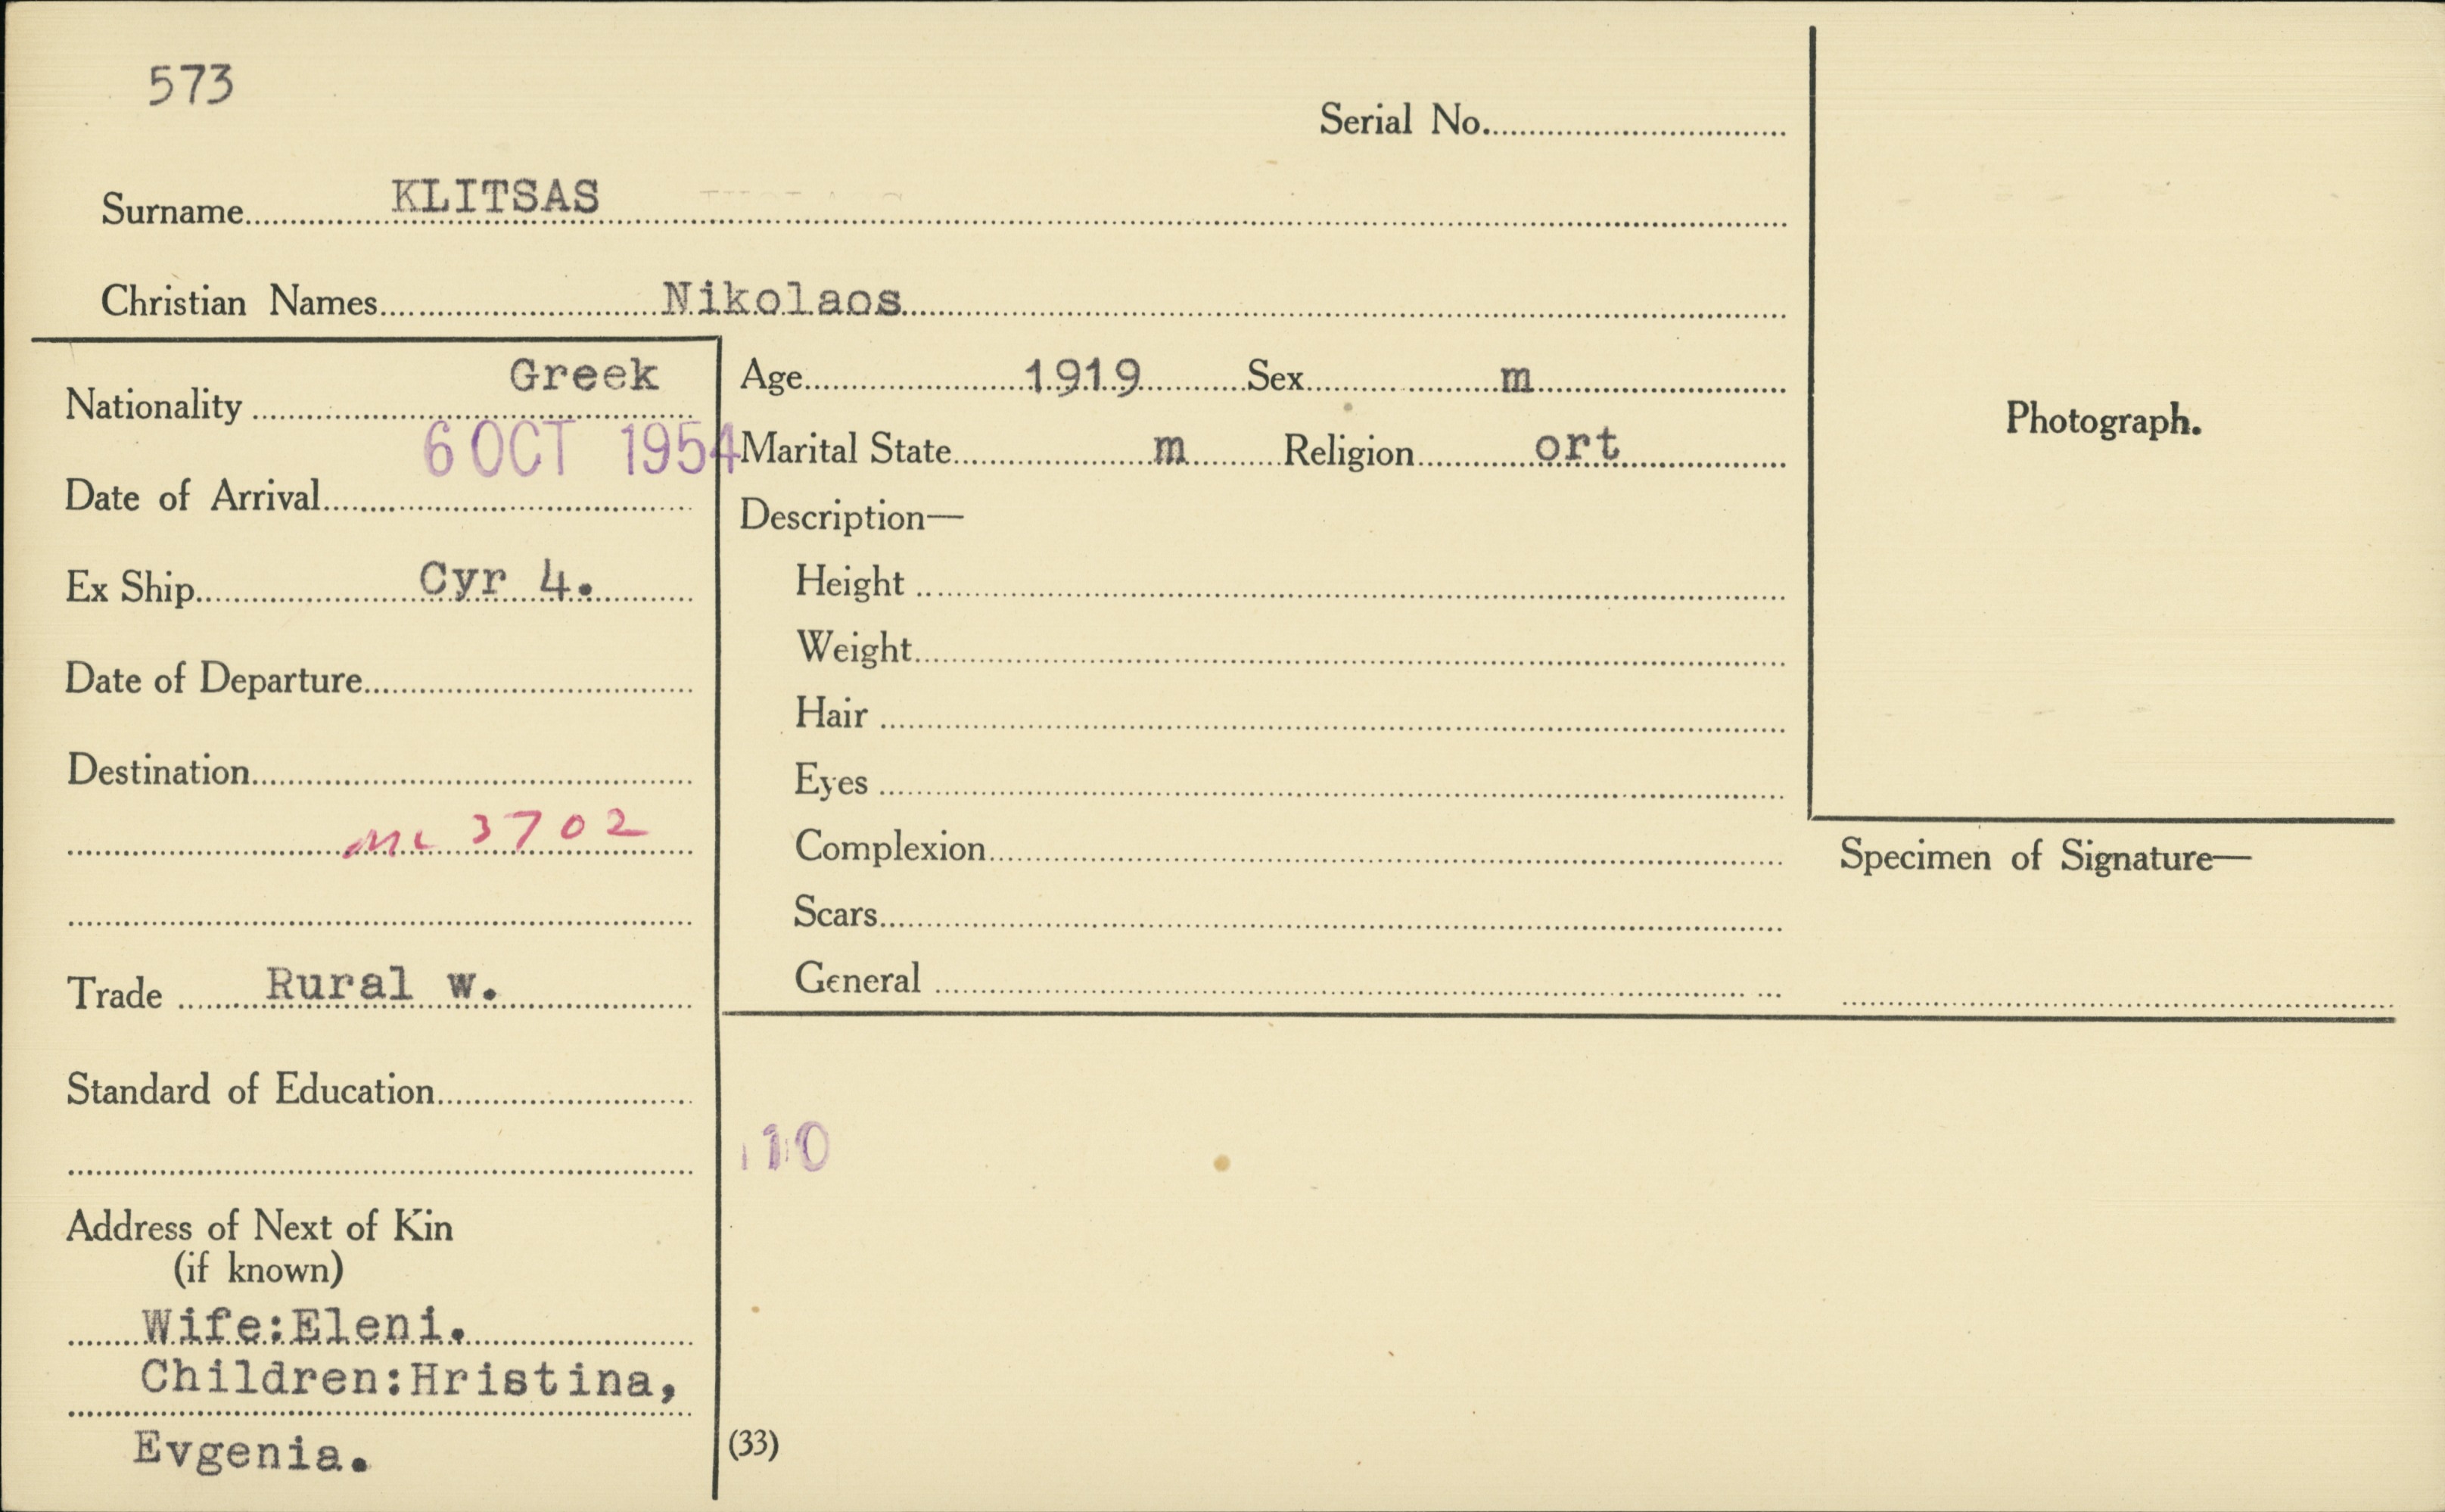 573
Serial No.
Surname KLITSAS
Christian Names Nikolaos
Nationality Greek
6 OCT 1954
Date of Arrival
Ex Ship Cyr 4.
Date of Departure
Destination
3702
Trade Rural w.
Standard of Education
Address of Next of Kin
(if known)
Wife:Eleni.
Children:Hristina,
Evgenia.
Age 1919 Sex m
Marital State m Religion ort
Description—
Height
Weight
Hair
Eyes
Complexion
Scars
General
10
(33)
Photograph.
Specimen of Signature—